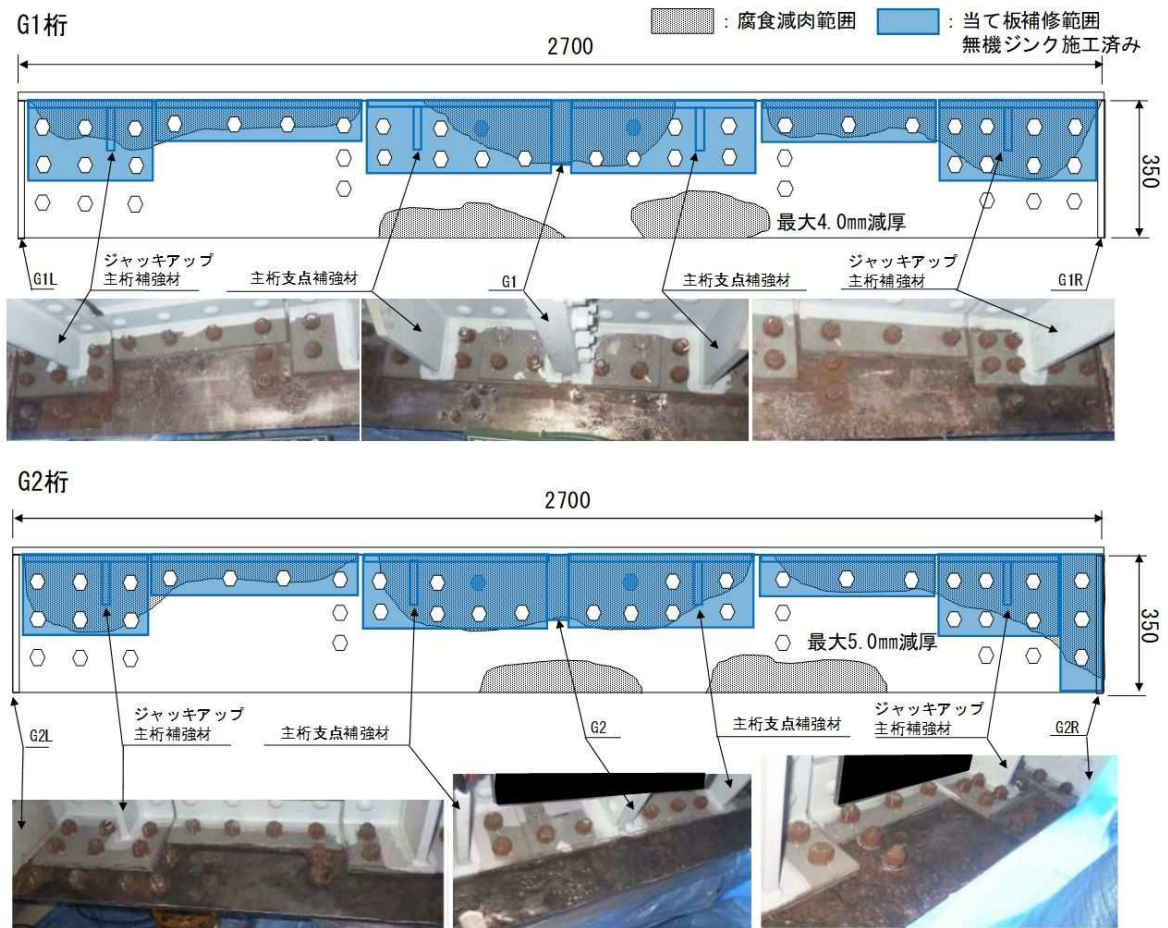 G1桁
：腐食減肉範囲
：当て板補修範囲
無機ジンク施工済み
2700
350
最大4.0mm減厚
G1L
ジャッキアップ
主桁補強材
主桁支点補強材
G1
主桁支点補強材
ジャッキアップ
主桁補強材
G1R
G2桁
2700
350
最大5.0mm減厚
G2L
ジャッキアップ
主桁補強材
主桁支点補強材
G2
主桁支点補強材
ジャッキアップ
主桁補強材
G2R